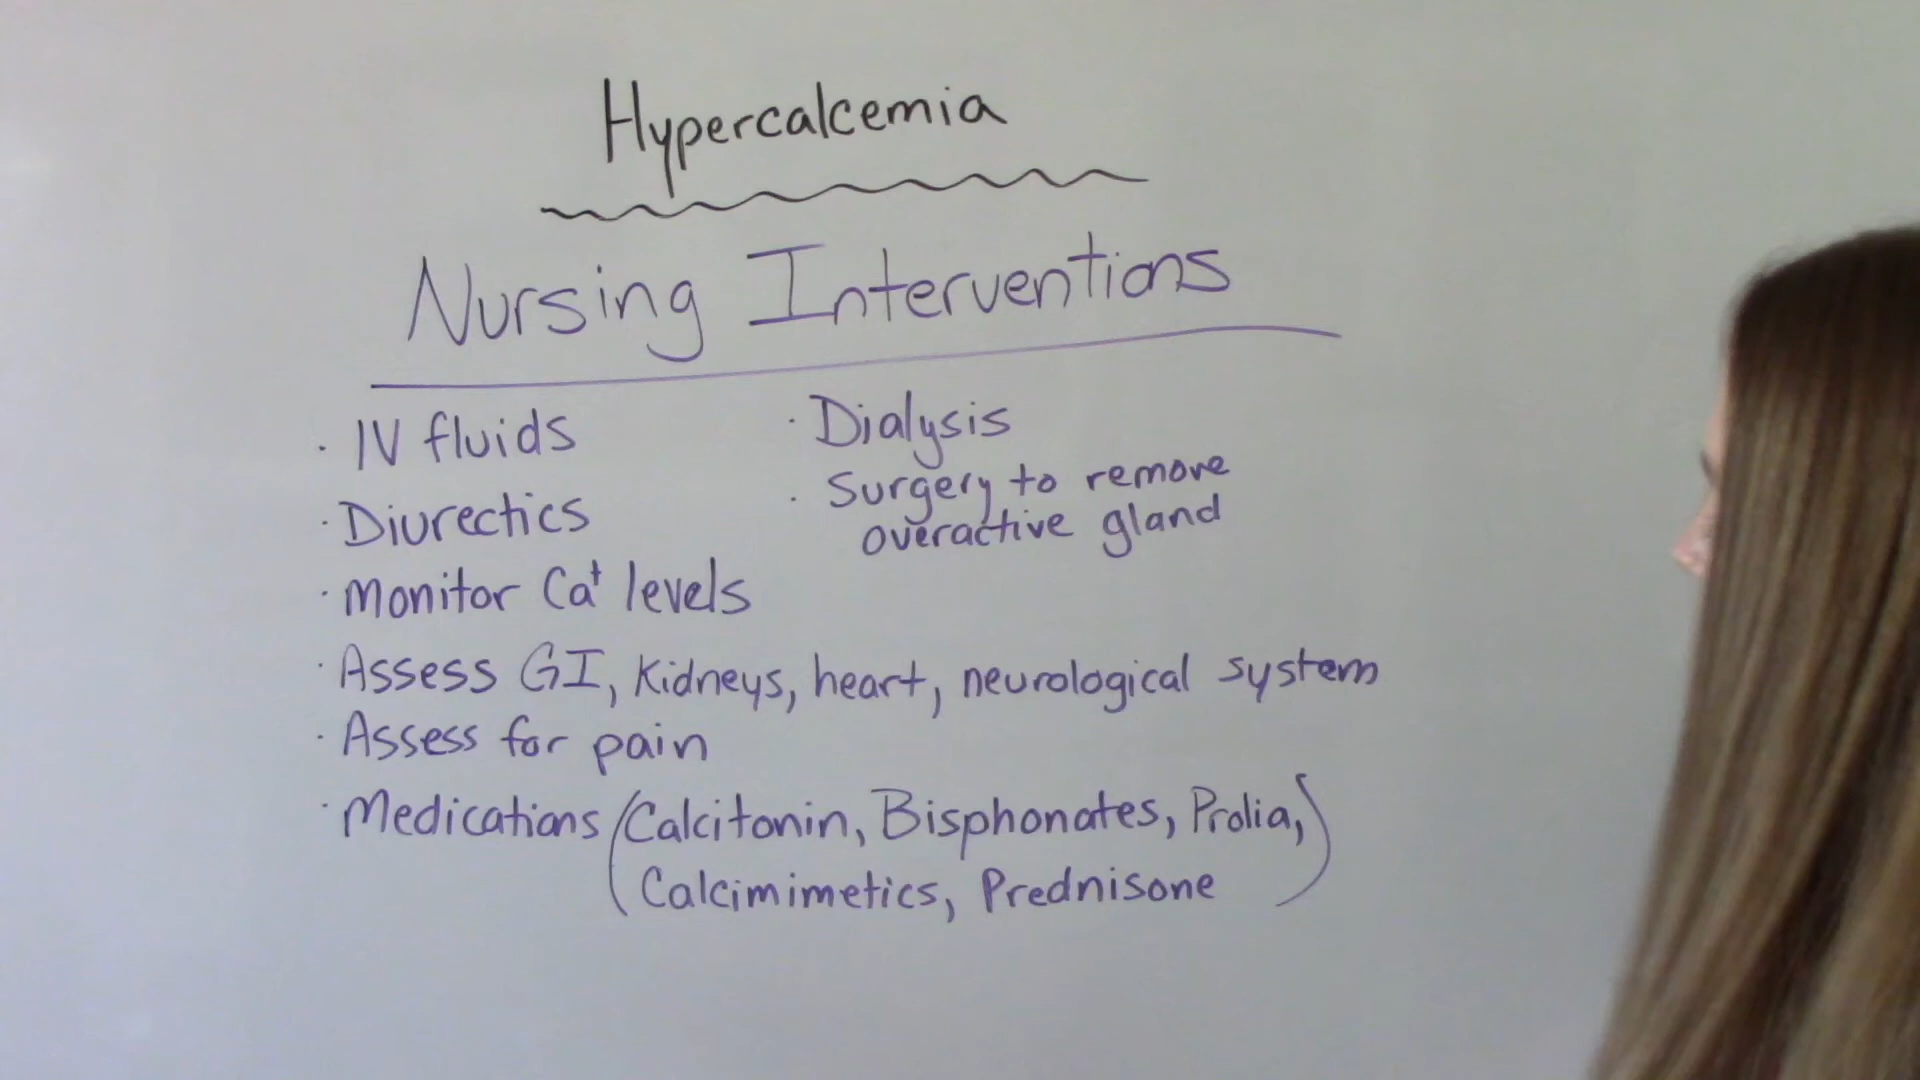 Hypercalcemia
Nursing Interventions
· IV fluids
· Diurectics
· Monitor Ca⁺ levels
· Assess GI, Kidneys, heart, neurological system
· Assess for pain
· Medications (Calcitonin, Bisphonates, Prolia,
Calcimimetics, Prednisone)
· Dialysis
· Surgery to remove
overactive gland